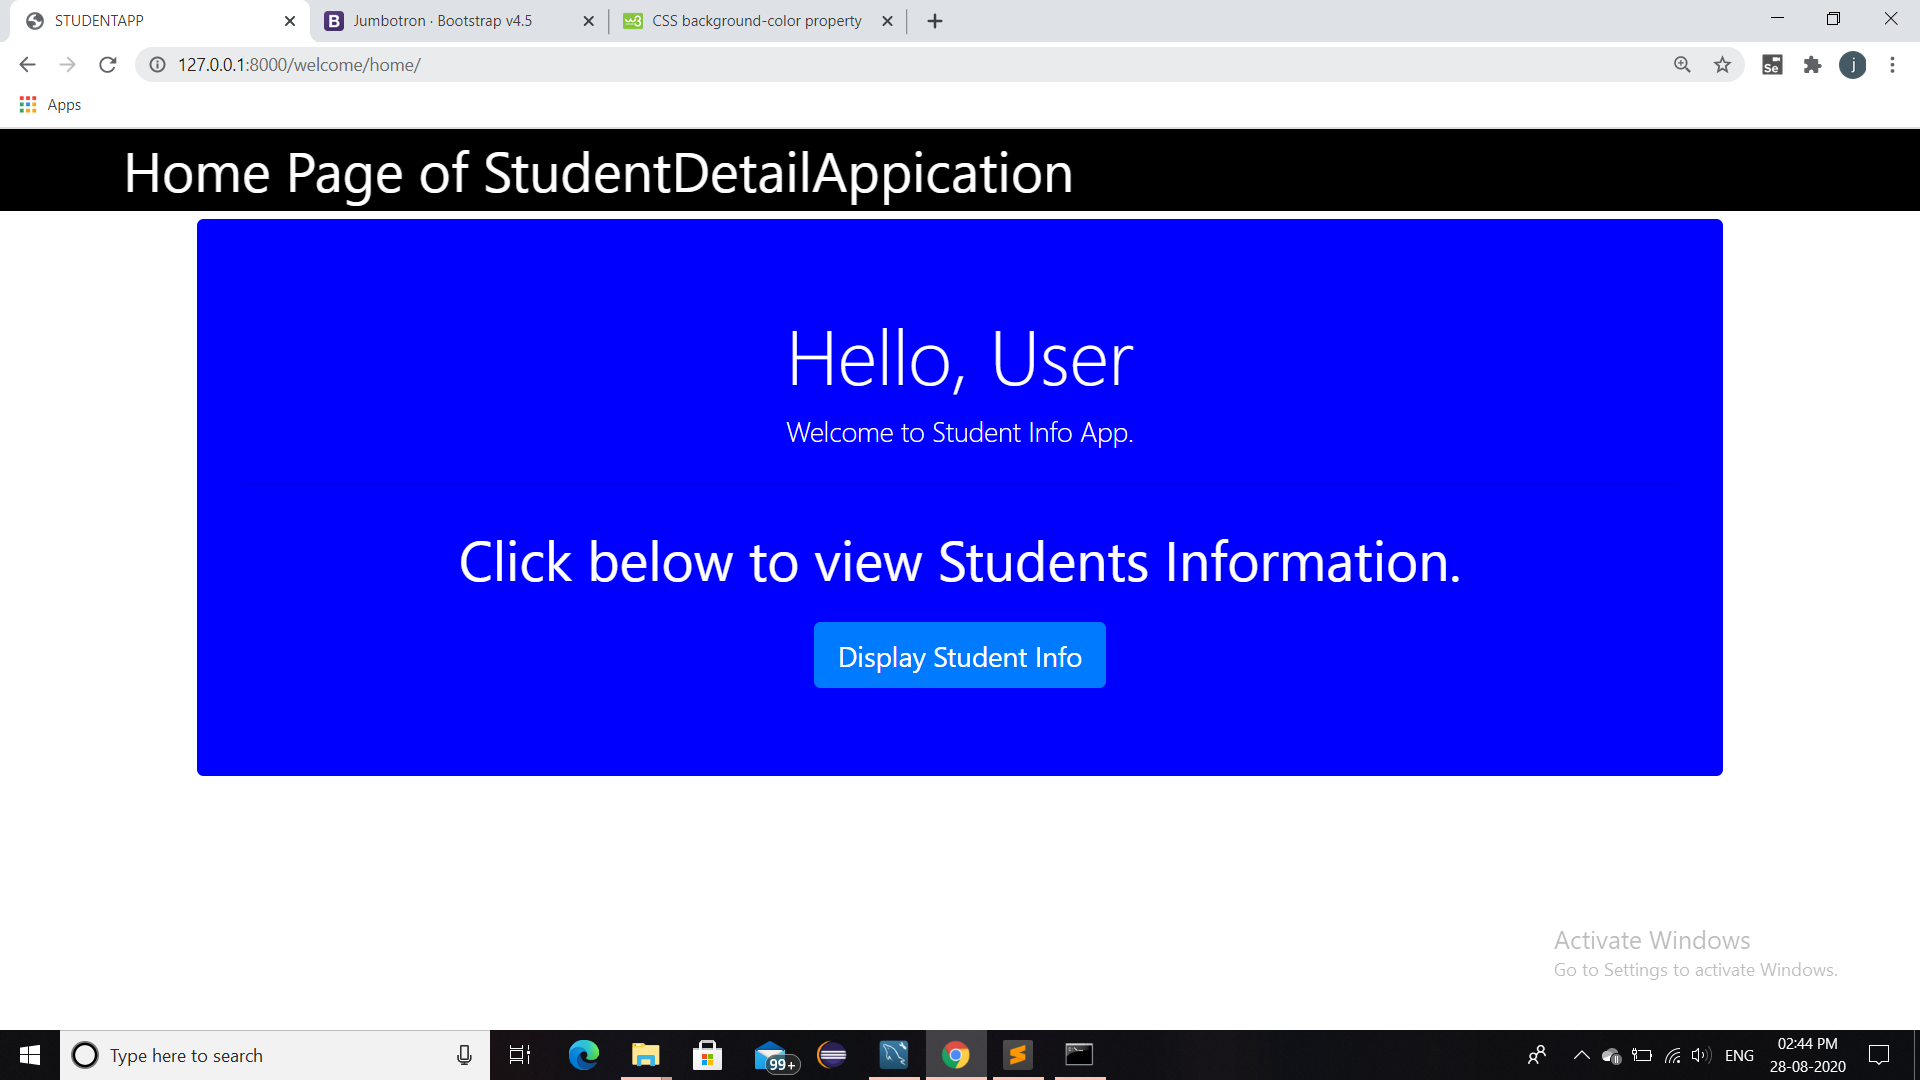 STUDENTAPP
Jumbotron · Bootstrap v4.5
CSS background-color property
127.0.0.1:8000/welcome/home/
Se
j
Apps
Home Page of StudentDetailAppication
Hello, User
Welcome to Student Info App.
Click below to view Students Information.
Display Student Info
Activate Windows
Go to Settings to activate Windows.
Type here to search
99+
ENG
02:44 PM
28-08-2020